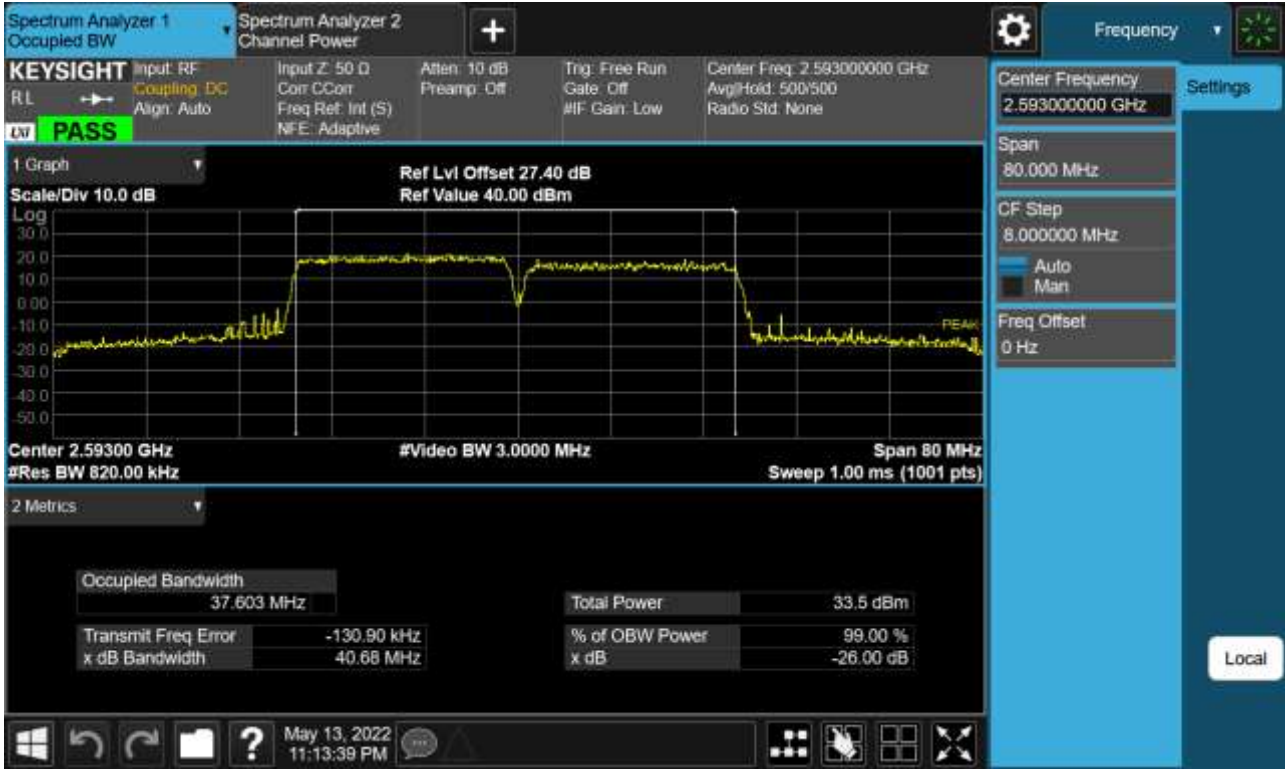 Spectrum Analyzer 1
Occupied BW
Spectrum Analyzer 2
Channel Power
Frequency
KEYSIGHT
RL
LXI
PASS
Input: RF
Coupling: DC
Align: Auto
Input Z: 50 Ω
Corr CCorr
Freq Ref: Int (S)
NFE: Adaptive
Atten: 10 dB
Preamp: Off
Trig: Free Run
Gate: Off
#IF Gain: Low
Center Freq: 2.593000000 GHz
Avg|Hold: 500/500
Radio Std: None
Center Frequency
2.593000000 GHz
Settings
Span
80.000 MHz
CF Step
8.000000 MHz
Auto
Man
Freq Offset
0 Hz
1 Graph
Scale/Div 10.0 dB
Ref Lvl Offset 27.40 dB
Ref Value 40.00 dBm
Log
30.0
20.0
10.0
0.00
-10.0
-20.0
-30.0
-40.0
-50.0
PEAK
Center 2.59300 GHz
#Video BW 3.0000 MHz
Span 80 MHz
#Res BW 820.00 kHz
Sweep 1.00 ms (1001 pts)
2 Metrics
Occupied Bandwidth
37.603 MHz
Total Power 33.5 dBm
Transmit Freq Error -130.90 kHz
% of OBW Power 99.00 %
x dB Bandwidth 40.68 MHz
x dB -26.00 dB
Local
?
May 13, 2022
11:13:39 PM